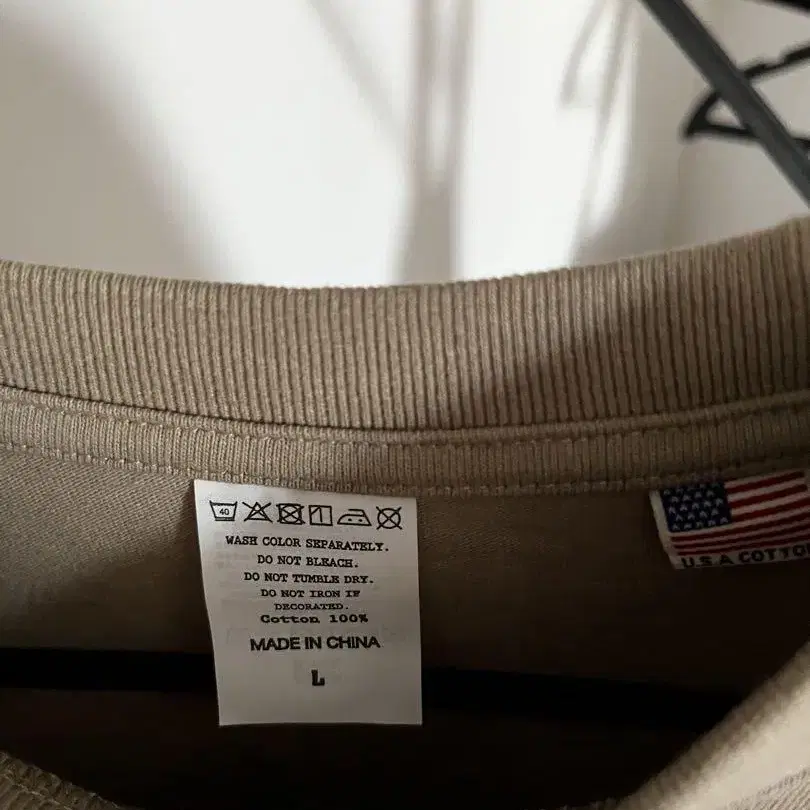 40
WASH COLOR SEPARATELY.
DO NOT BLEACH.
DO NOT TUMBLE DRY.
DO NOT IRON IF
DECORATED.
Cotton 100%
MADE IN CHINA
L
U.S.A COTTON